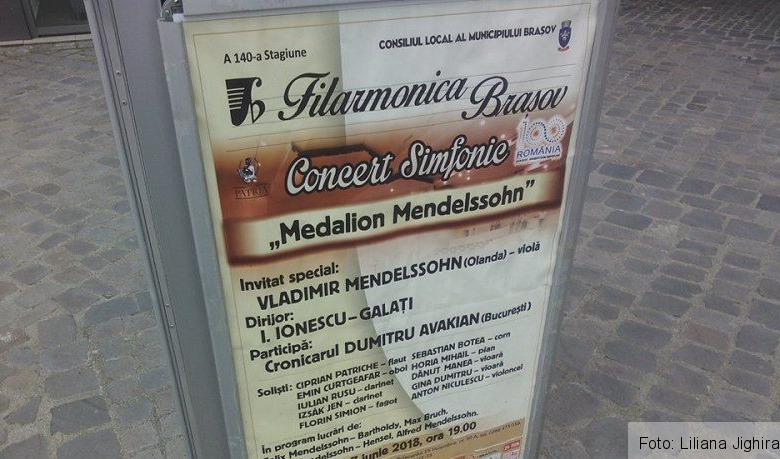 A 140-a Stagiune
CONSILIUL LOCAL AL MUNICIPIULUI BRAȘOV
Filarmonica Brașov
100
ROMÂNIA
Concert Simfonic
PATRIA
„Medalion Mendelssohn”
Invitat special:
VLADIMIR MENDELSSOHN (Olanda) – violă
Dirijor:
I. IONESCU – GALAȚI
Participă:
Cronicarul DUMITRU AVAKIAN (București)
Soliști: CIPRIAN PATRICHE – flaut
EMIN CURTGEAFAR – oboi
IULIAN RUSU – clarinet
IZSÁK JEN – clarinet
FLORIN SIMION – fagot
SEBASTIAN BOTEA – corn
HORIA MIHAIL – pian
DĂNUȚ MANEA – vioară
GINA DUMITRU – vioară
ANTON NICULESCU – violoncel
În program lucrări de:
Felix Mendelssohn – Bartholdy, Max Bruch,
Mendelssohn – Hensel, Alfred Mendelssohn.
iunie 2018, ora 19.00
Foto: Liliana Jighira